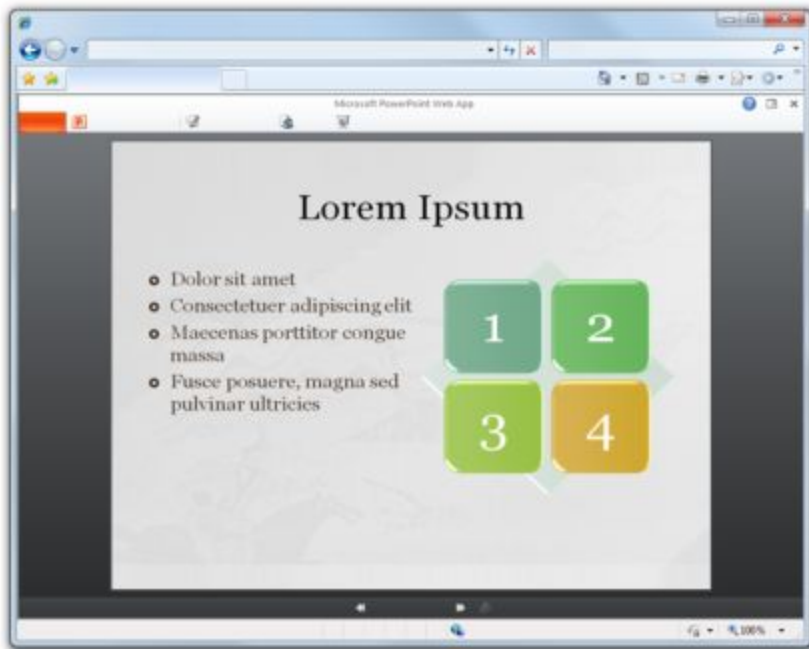 Microsoft PowerPoint Web App
Lorem Ipsum
Dolor sit amet
Consectetuer adipiscing elit
Maecenas porttitor congue
massa
Fusce posuere, magna sed
pulvinar ultricies
1
2
3
4
100%